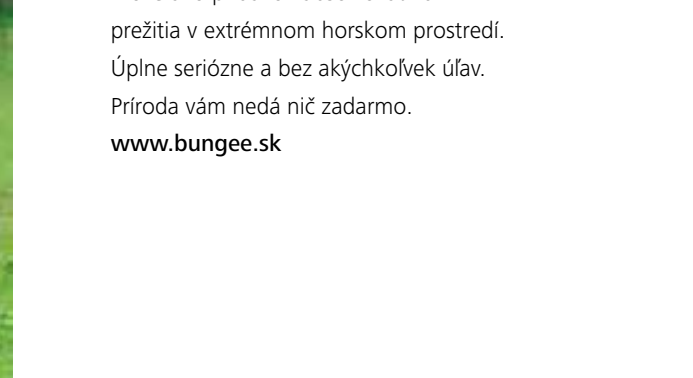 prežitia v extrémnom horskom prostredí.
Úplne seriózne a bez akýchkoľvek úľav.
Príroda vám nedá nič zadarmo.
www.bungee.sk